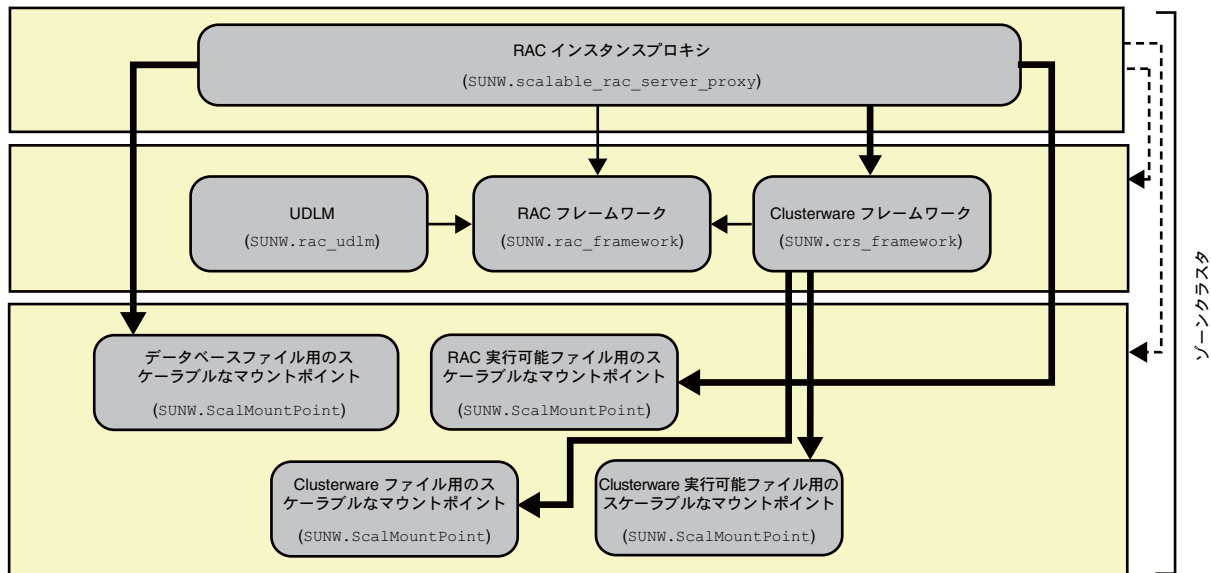 RAC インスタンスプロキシ
(SUNW.scalable_rac_server_proxy)
UDLM
(SUNW.rac_udlm)
RAC フレームワーク
(SUNW.rac_framework)
Clusterware フレームワーク
(SUNW.crs_framework)
データベースファイル用のス
ケーラブルなマウントポイント
(SUNW.ScalMountPoint)
RAC 実行可能ファイル用のス
ケーラブルなマウントポイント
(SUNW.ScalMountPoint)
Clusterware ファイル用のス
ケーラブルなマウントポイント
(SUNW.ScalMountPoint)
Clusterware 実行可能ファイル用の
スケーラブルなマウントポイント
(SUNW.ScalMountPoint)
ゾーンクラスタ